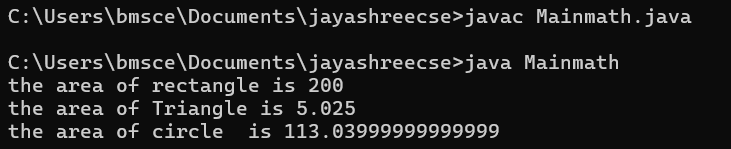 C:\Users\bmsce\Documents\jayashreecse>javac Mainmath.java
C:\Users\bmsce\Documents\jayashreecse>java Mainmath
the area of rectangle is 200
the area of Triangle is 5.025
the area of circle  is 113.03999999999999